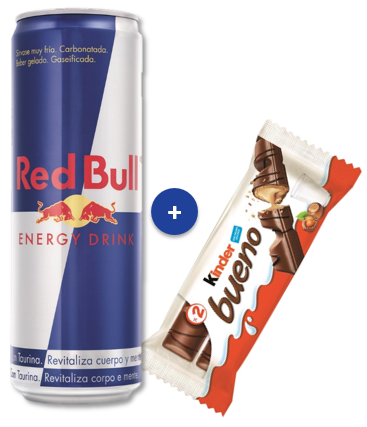 Sírvase muy fría. Carbonatada.
Beber gelado. Gaseificada.
Red Bull
ENERGY DRINK
Con Taurina. Revitaliza cuerpo y mente
Com Taurina. Revitaliza corpo e mente.
+
Kinder
bueno
x2